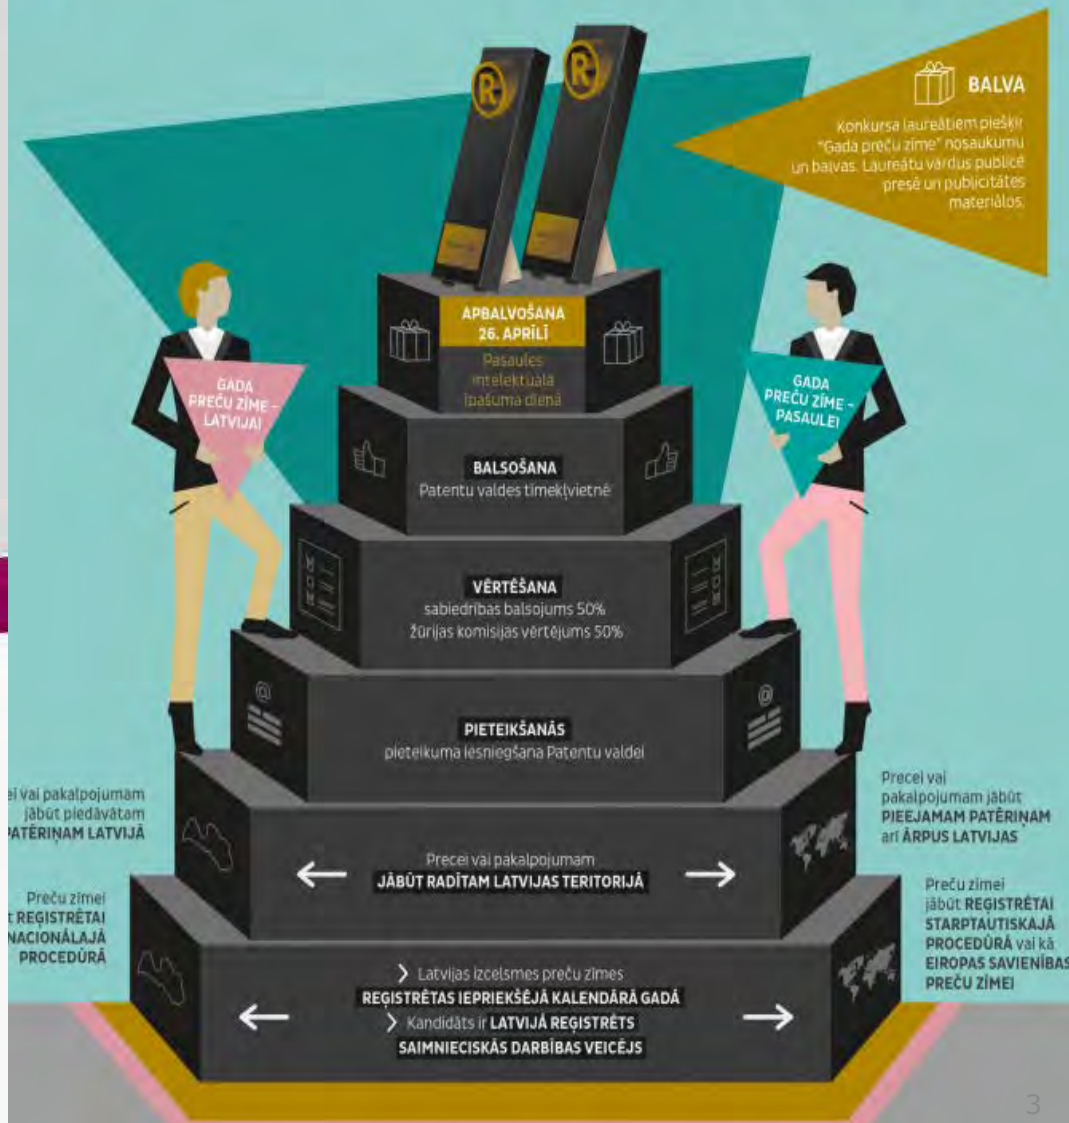 BALVA
Konkursa laureātiem piešķir
"Gada preču zīme" nosaukumu
un balvas. Laureātu vārdus publicē
presē un publicitātes
materiālos.
R
R
APBALVOŠANA
26. APRĪLĪ
Pasaules
intelektuālā
īpašuma dienā
GADA
PREČU ZĪME –
LATVIJAI
GADA
PREČU ZĪME –
PASAULEI
BALSOŠANA
Patentu valdes tīmekļvietnē
VĒRTĒŠANA
sabiedrības balsojums 50%
žūrijas komisijas vērtējums 50%
PIETEIKŠANĀS
pieteikuma iesniegšana Patentu valdei
ei vai pakalpojumam
jābūt piedāvātam
PATĒRIŅAM LATVIJĀ
Precei vai
pakalpojumam jābūt
PIEEJAMAM PATĒRIŅAM
arī ĀRPUS LATVIJAS
Precei vai pakalpojumam
JĀBŪT RADĪTAM LATVIJAS TERITORIJĀ
Preču zīmei
t REĢISTRĒTAI
NACIONĀLAJĀ
PROCEDŪRĀ
Preču zīmei
jābūt REĢISTRĒTAI
STARPTAUTISKAJĀ
PROCEDŪRĀ vai kā
EIROPAS SAVIENĪBAS
PREČU ZĪMEI
Latvijas izcelsmes preču zīmes
REĢISTRĒTAS IEPRIEKŠĒJĀ KALENDĀRĀ GADĀ
Kandidāts ir LATVIJĀ REĢISTRĒTS
SAIMNIECISKĀS DARBĪBAS VEICĒJS
3